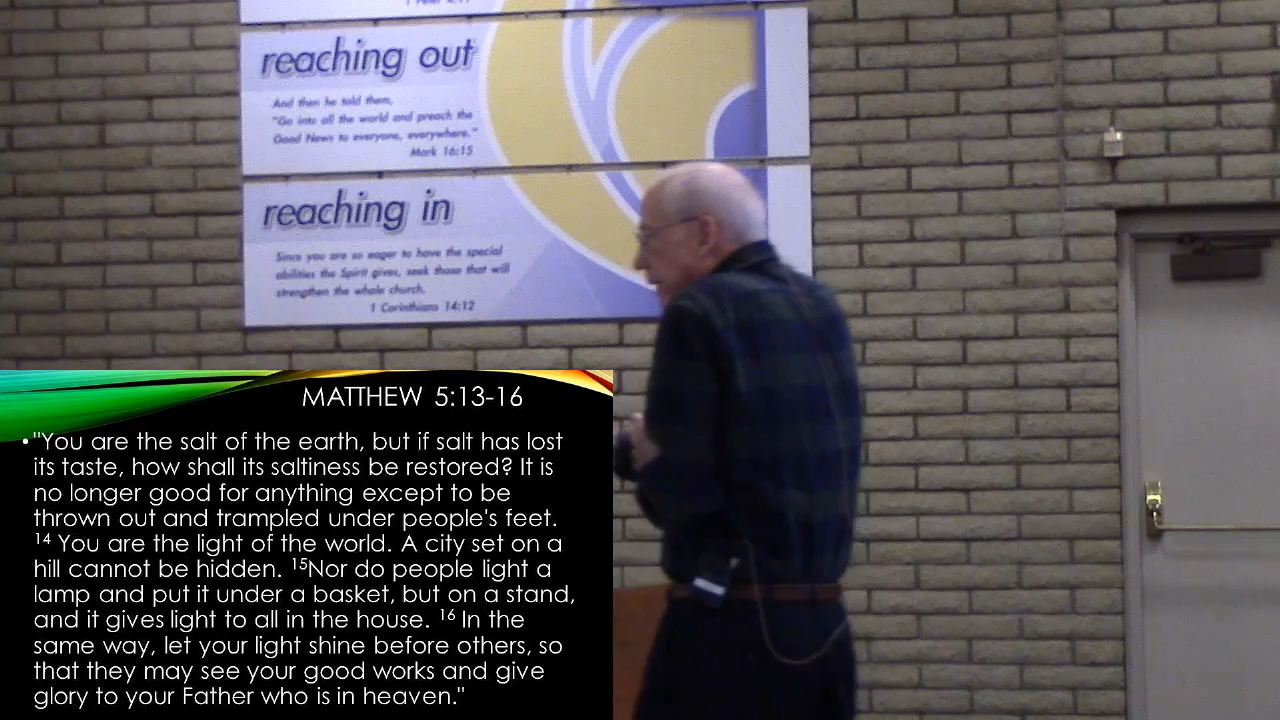 1 Peter 4:11
reaching out
And then he told them,
"Go into all the world and preach the
Good News to everyone, everywhere."
Mark 16:15
reaching in
Since you are so eager to have the special
abilities the Spirit gives, seek those that will
strengthen the whole church.
1 Corinthians 14:12
MATTHEW 5:13-16
•"You are the salt of the earth, but if salt has lost
its taste, how shall its saltiness be restored? It is
no longer good for anything except to be
thrown out and trampled under people's feet.
14 You are the light of the world. A city set on a
hill cannot be hidden. 15Nor do people light a
lamp and put it under a basket, but on a stand,
and it gives light to all in the house. 16 In the
same way, let your light shine before others, so
that they may see your good works and give
glory to your Father who is in heaven."